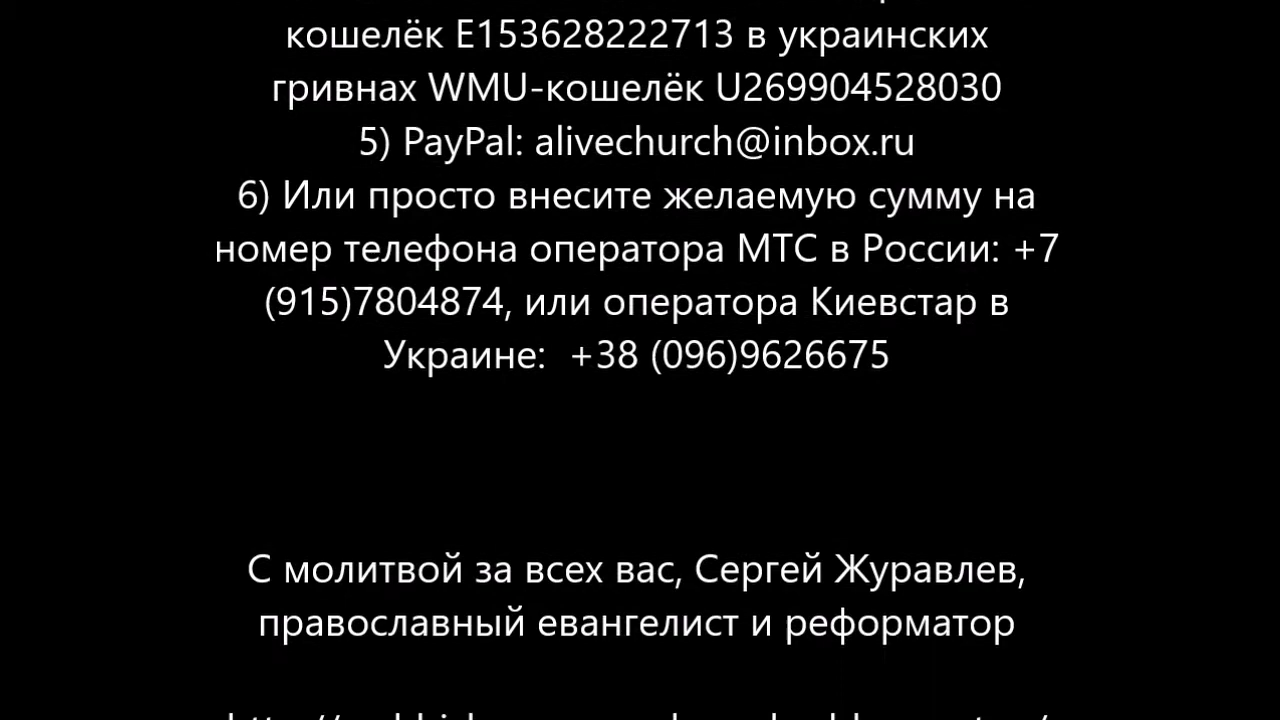 кошелёк E153628222713 в украинских
гривнах WMU-кошелёк U269904528030
5) PayPal: alivechurch@inbox.ru
6) Или просто внесите желаемую сумму на
номер телефона оператора МТС в России: +7
(915)7804874, или оператора Киевстар в
Украине:  +38 (096)9626675
С молитвой за всех вас, Сергей Журавлев,
православный евангелист и реформатор